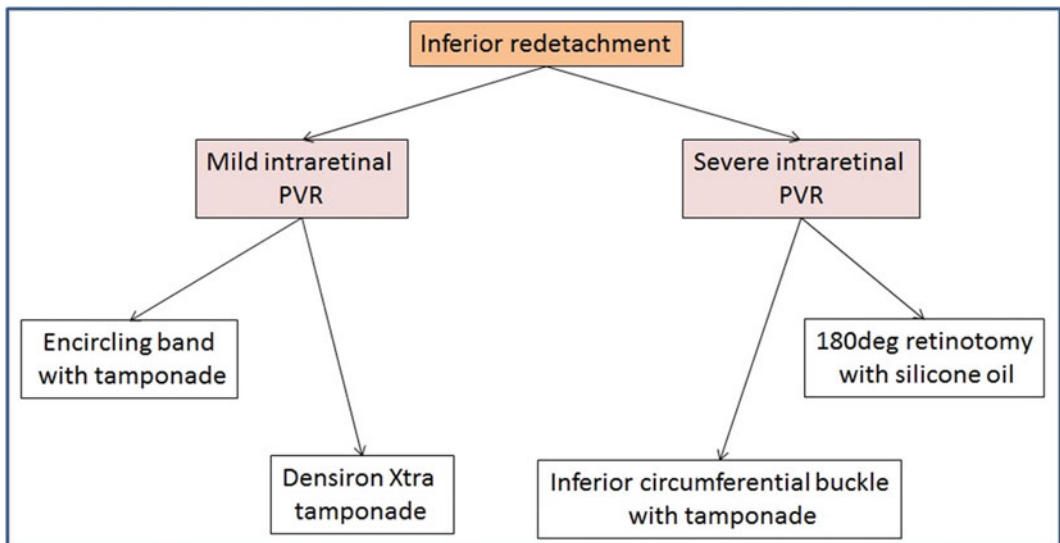 Inferior redetachment
Mild intraretinal
PVR
Severe intraretinal
PVR
Encircling band
with tamponade
180deg retinotomy
with silicone oil
Densiron Xtra
tamponade
Inferior circumferential buckle
with tamponade